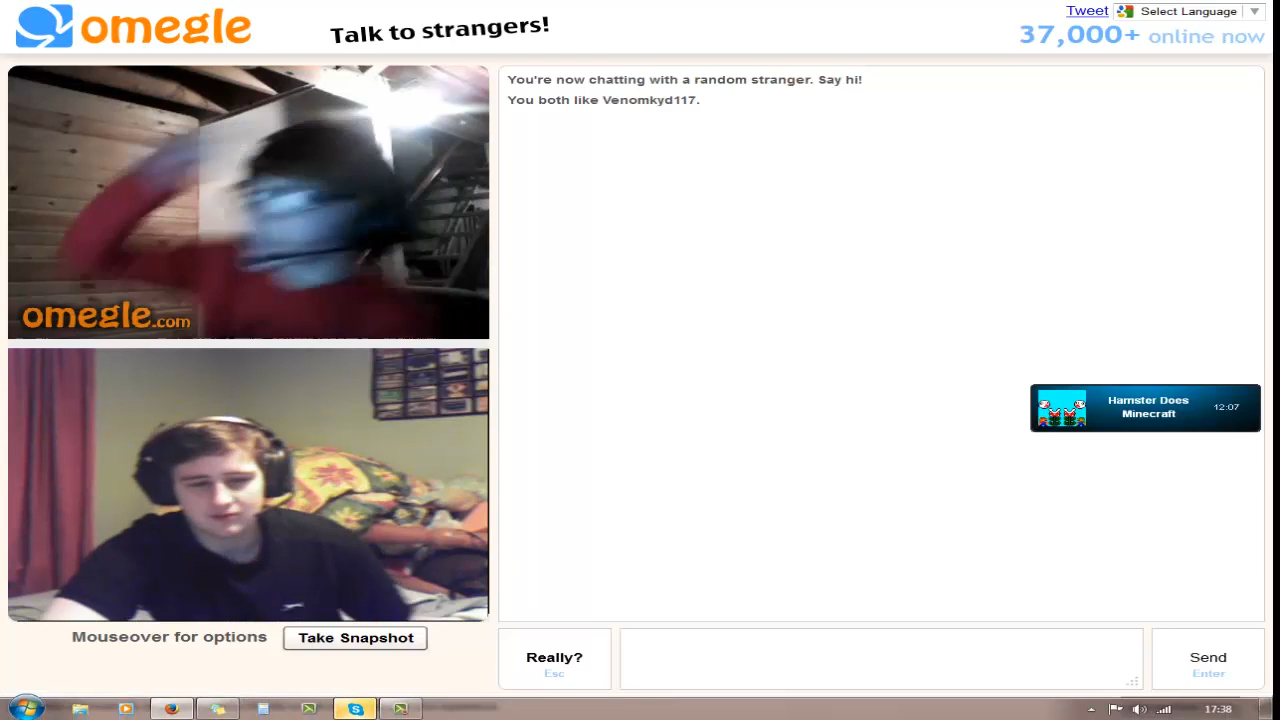 omegle
Talk to strangers!
Tweet
Select Language
37,000+ online now
You're now chatting with a random stranger. Say hi!
You both like Venomkyd117.
omegle.com
Hamster Does
Minecraft
12:07
Mouseover for options
Take Snapshot
Really?
Esc
Send
Enter
17:38